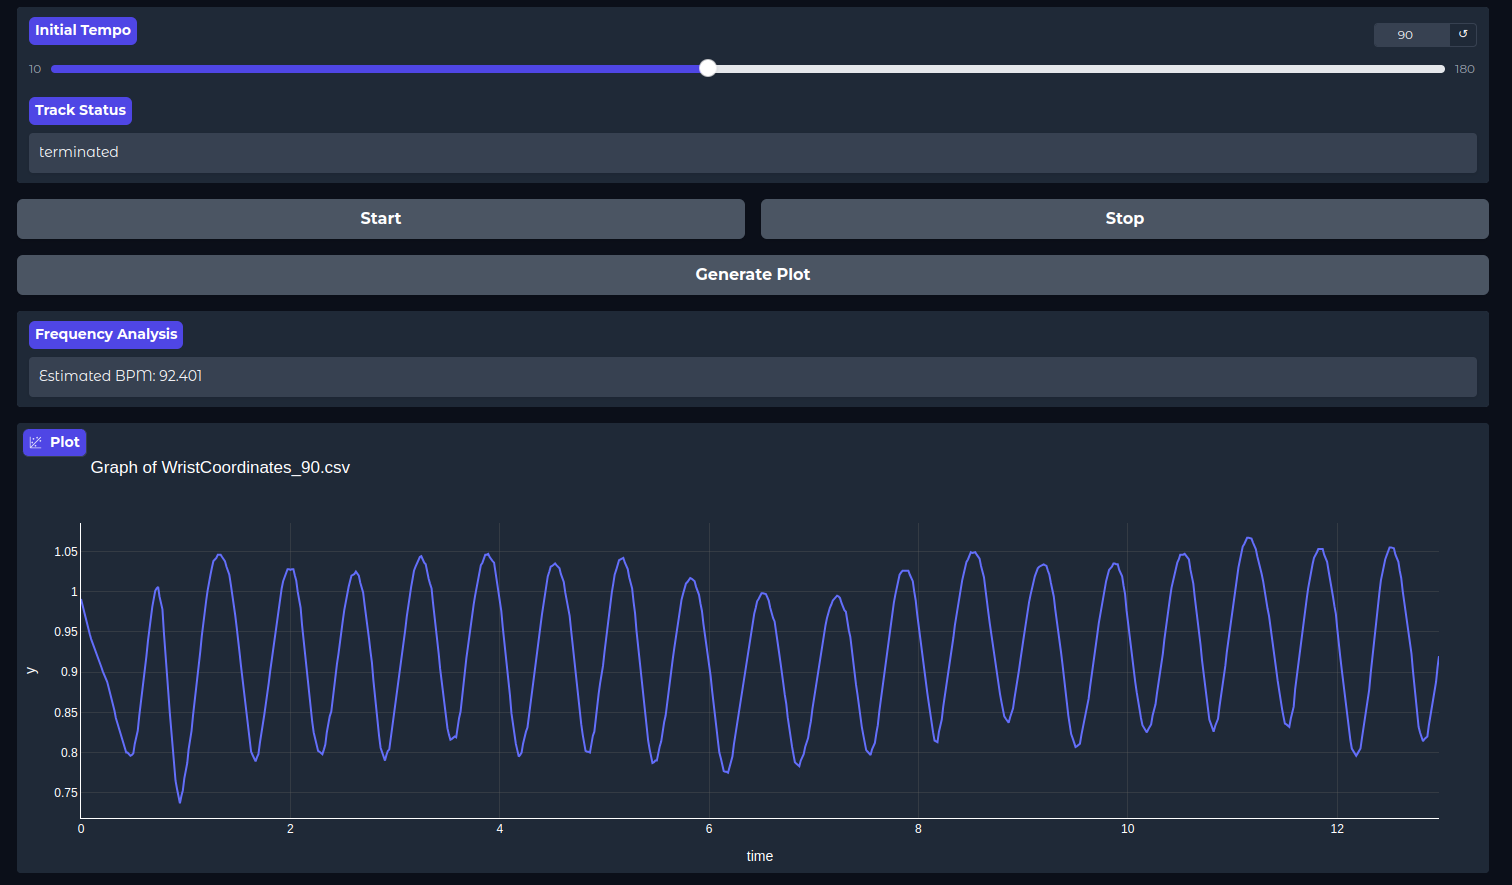 Initial Tempo
90 ↺
10 180
Track Status
terminated
Start Stop
Generate Plot
Frequency Analysis
Estimated BPM: 92.401
Plot
Graph of WristCoordinates_90.csv
1.05
1
0.95
0.9
0.85
0.8
0.75
y
0 2 4 6 8 10 12
time